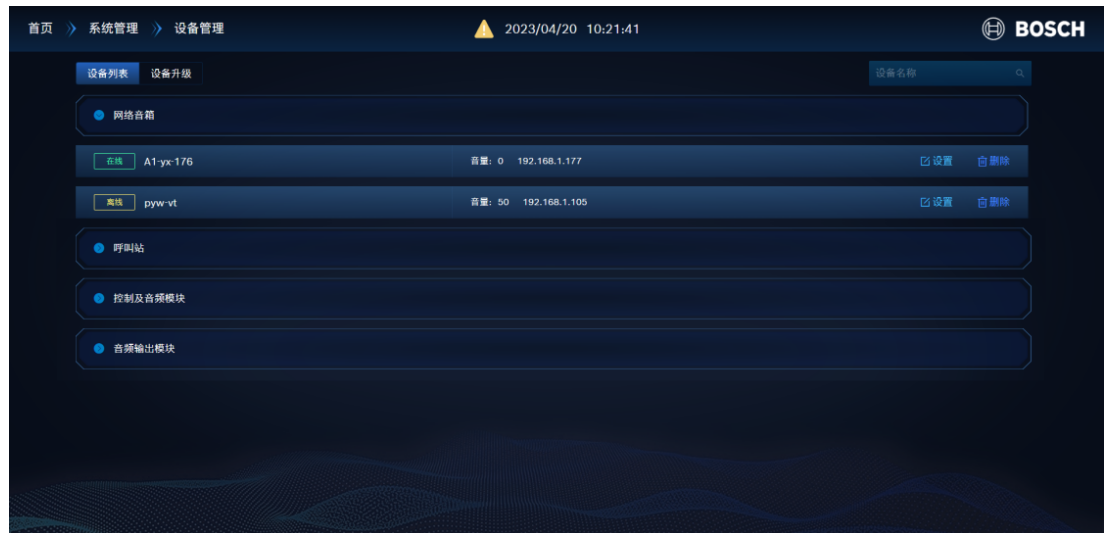 首页 系统管理 设备管理 2023/04/20 10:21:41 BOSCH
设备列表 设备升级 设备名称
网络音箱
在线 A1-yx-176 音量: 0 192.168.1.177 设置 删除
离线 pyw-vt 音量: 50 192.168.1.105 设置 删除
呼叫站
控制及音频模块
音频输出模块